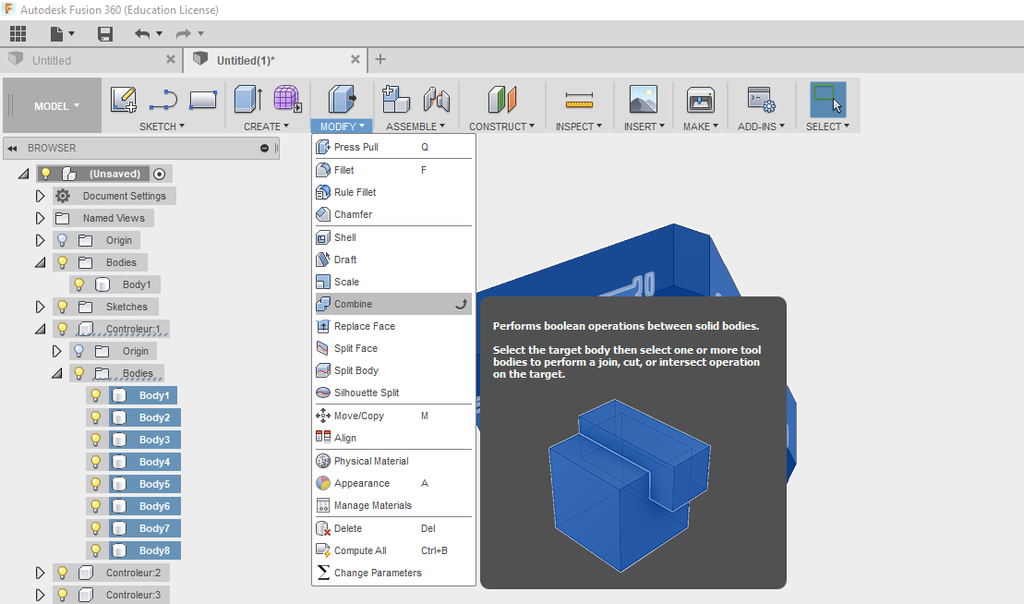 Autodesk Fusion 360 (Education License)
Untitled
Untitled(1)*
MODEL
SKETCH
CREATE
MODIFY
ASSEMBLE
CONSTRUCT
INSPECT
INSERT
MAKE
ADD-INS
SELECT
BROWSER
(Unsaved)
Document Settings
Named Views
Origin
Bodies
Body1
Sketches
Controleur:1
Origin
Bodies
Body1
Body2
Body3
Body4
Body5
Body6
Body7
Body8
Controleur:2
Controleur:3
Press Pull Q
Fillet F
Rule Fillet
Chamfer
Shell
Draft
Scale
Combine
Replace Face
Split Face
Split Body
Silhouette Split
Move/Copy M
Align
Physical Material
Appearance A
Manage Materials
Delete Del
Compute All Ctrl+B
Change Parameters
Performs boolean operations between solid bodies.
Select the target body then select one or more tool
bodies to perform a join, cut, or intersect operation
on the target.